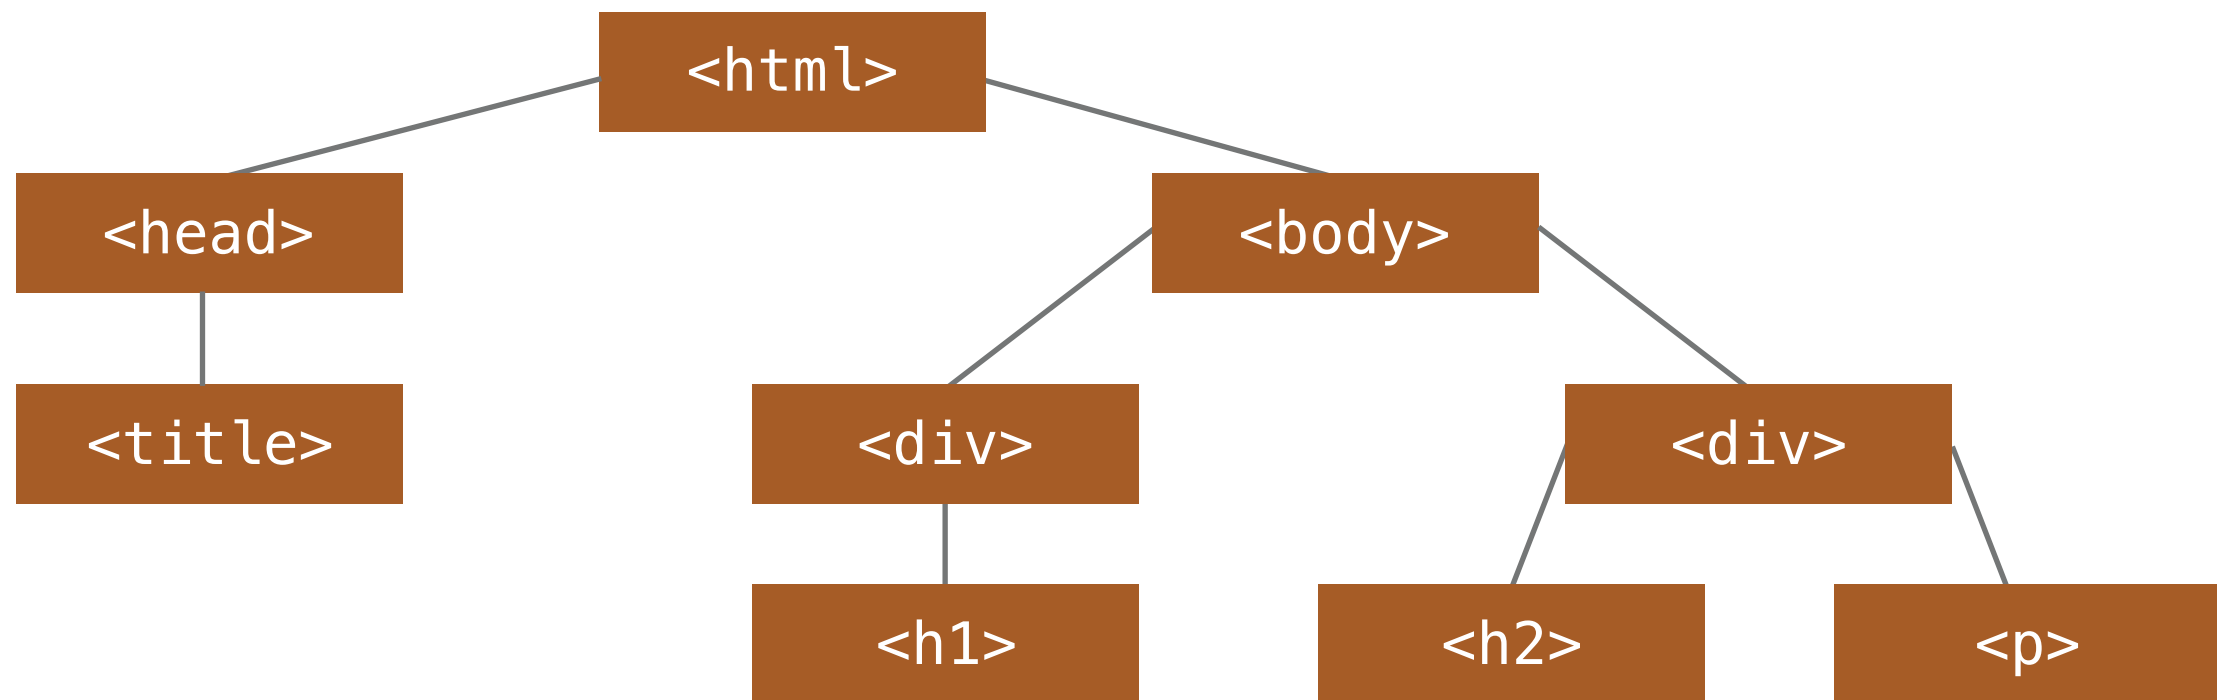 <html>
<head>
<body>
<title>
<div>
<div>
<h1>
<h2>
<p>